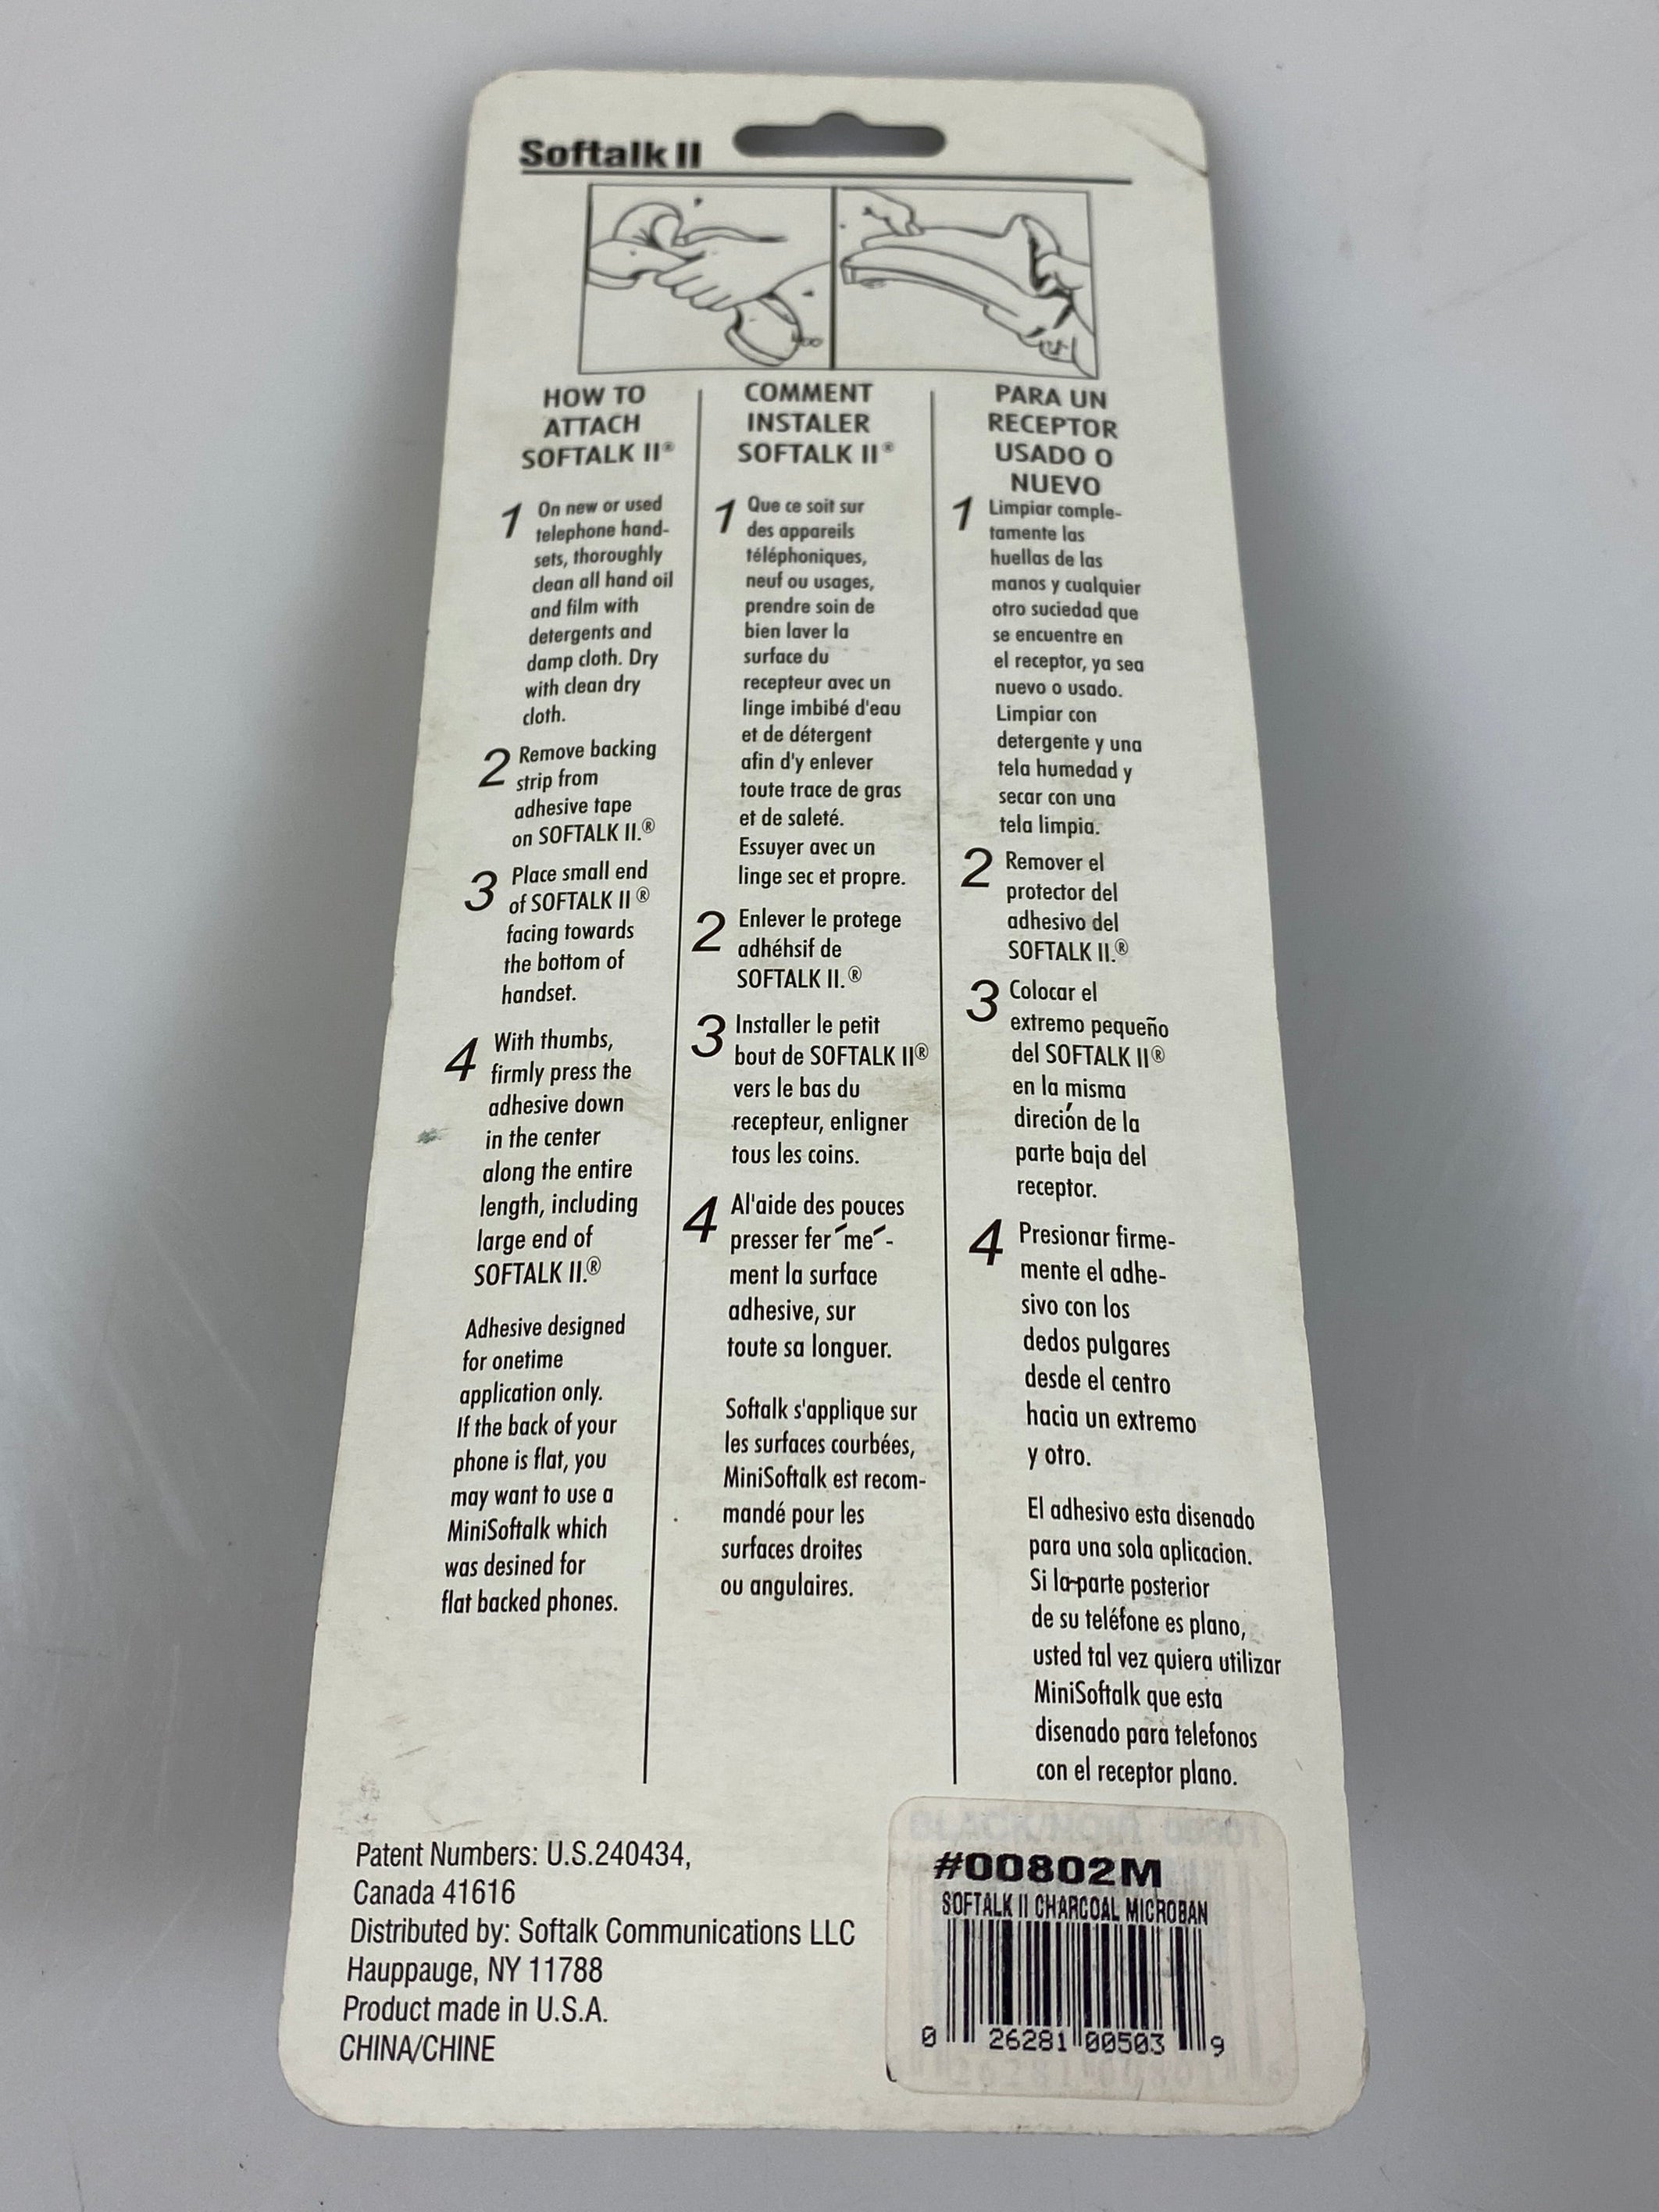 Softalk II
HOW TO
ATTACH
SOFTALK II®
1 On new or used
telephone hand-
sets, thoroughly
clean all hand oil
and film with
detergents and
damp cloth. Dry
with clean dry
cloth.
2 Remove backing
strip from
adhesive tape
on SOFTALK II.®
3 Place small end
of SOFTALK II ®
facing towards
the bottom of
handset.
4 With thumbs,
firmly press the
adhesive down
in the center
along the entire
length, including
large end of
SOFTALK II.®
Adhesive designed
for onetime
application only.
If the back of your
phone is flat, you
may want to use a
MiniSoftalk which
was desined for
flat backed phones.
COMMENT
INSTALER
SOFTALK II®
1 Que ce soit sur
des appareils
téléphoniques,
neuf ou usages,
prendre soin de
bien laver la
surface du
recepteur avec un
linge imbibé d'eau
et de détergent
afin d'y enlever
toute trace de gras
et de saleté.
Essuyer avec un
linge sec et propre.
2 Enlever le protege
adhéhsif de
SOFTALK II.®
3 Installer le petit
bout de SOFTALK II®
vers le bas du
recepteur, enligner
tous les coins.
4 Al'aide des pouces
presser fer´me´-
ment la surface
adhesive, sur
toute sa longuer.
Softalk s'applique sur
les surfaces courbées,
MiniSoftalk est recom-
mandé pour les
surfaces droites
ou angulaires.
PARA UN
RECEPTOR
USADO O
NUEVO
1 Limpiar comple-
tamente las
huellas de las
manos y cualquier
otro suciedad que
se encuentre en
el receptor, ya sea
nuevo o usado.
Limpiar con
detergente y una
tela humedad y
secar con una
tela limpia.
2 Remover el
protector del
adhesivo del
SOFTALK II.®
3 Colocar el
extremo pequeño
del SOFTALK II®
en la misma
direción de la
parte baja del
receptor.
4 Presionar firme-
mente el adhe-
sivo con los
dedos pulgares
desde el centro
hacia un extremo
y otro.
El adhesivo esta disenado
para una sola aplicacion.
Si la parte posterior
de su teléfone es plano,
usted tal vez quiera utilizar
MiniSoftalk que esta
disenado para telefonos
con el receptor plano.
Patent Numbers: U.S.240434,
Canada 41616
Distributed by: Softalk Communications LLC
Hauppauge, NY 11788
Product made in U.S.A.
CHINA/CHINE
BLACK/NOIR 00801
#00802M
SOFTALK II CHARCOAL MICROBAN
0 26281 00503 9